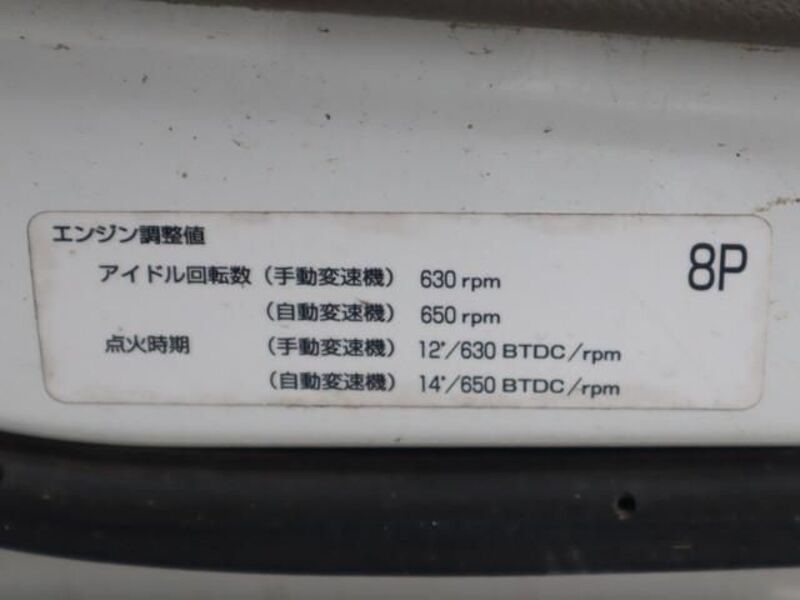 エンジン調整値
8P
アイドル回転数（手動変速機） 630 rpm
（自動変速機） 650 rpm
点火時期 （手動変速機） 12°/630 BTDC/rpm
（自動変速機） 14°/650 BTDC/rpm